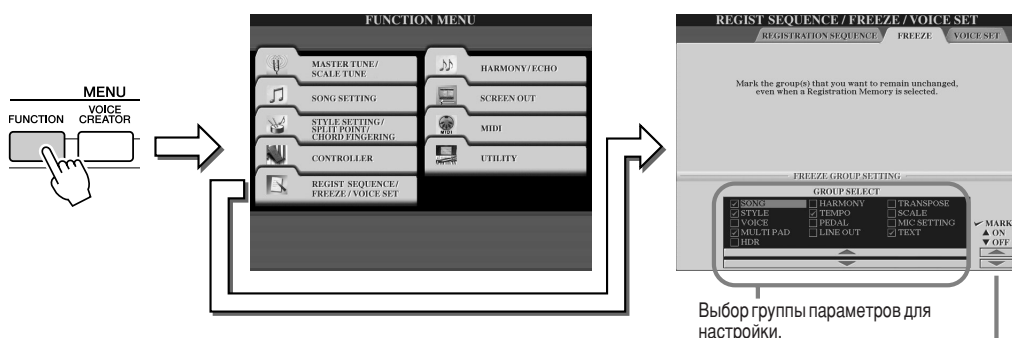 MENU
FUNCTION
VOICE
CREATOR
FUNCTION MENU
MASTER TUNE/
SCALE TUNE
SONG SETTING
STYLE SETTING/
SPLIT POINT/
CHORD FINGERING
CONTROLLER
REGIST SEQUENCE/
FREEZE / VOICE SET
HARMONY/ECHO
SCREEN OUT
MIDI
MIDI
UTILITY
REGIST SEQUENCE / FREEZE / VOICE SET
REGISTRATION SEQUENCE FREEZE VOICE SET
Mark the group(s) that you want to remain unchanged,
even when a Registration Memory is selected.
FREEZE GROUP SETTING
GROUP SELECT
SONG HARMONY TRANSPOSE
STYLE TEMPO SCALE
VOICE PEDAL MIC SETTING
MULTI PAD LINE OUT TEXT
HDR
MARK
▲ ON
▼ OFF
Выбор группы параметров для
настройки.